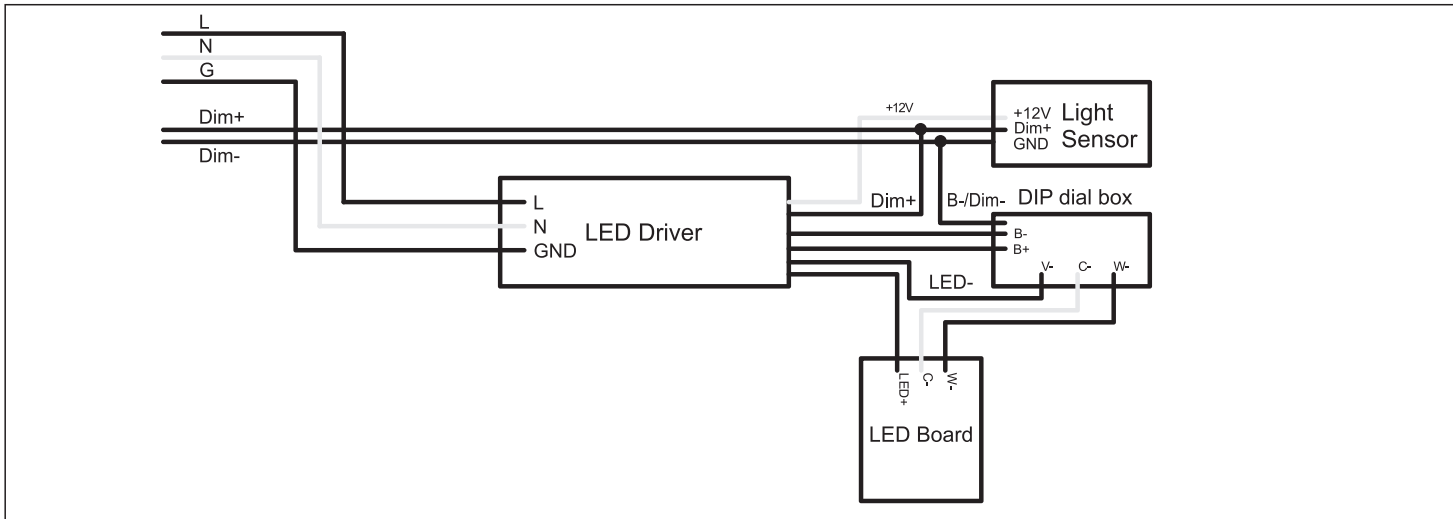 L
N
G
Dim+
Dim-
+12V
+12V
Dim+
GND
Light
Sensor
L
N
GND
LED Driver
Dim+
B-/Dim-
DIP dial box
B-
B+
V-
C-
W-
LED-
LED+
C-
W-
LED Board